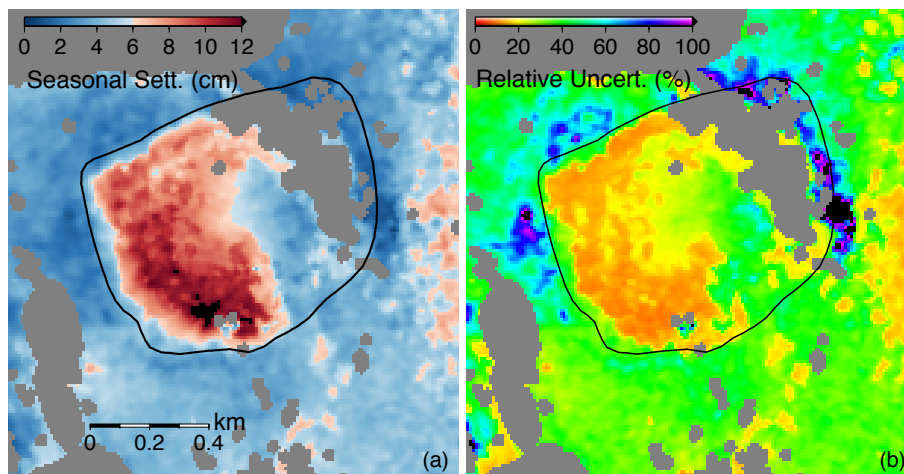 0 2 4 6 8 10 12
Seasonal Sett. (cm)
km
0 0.2 0.4
(a)
0 20 40 60 80 100
Relative Uncert. (%)
(b)